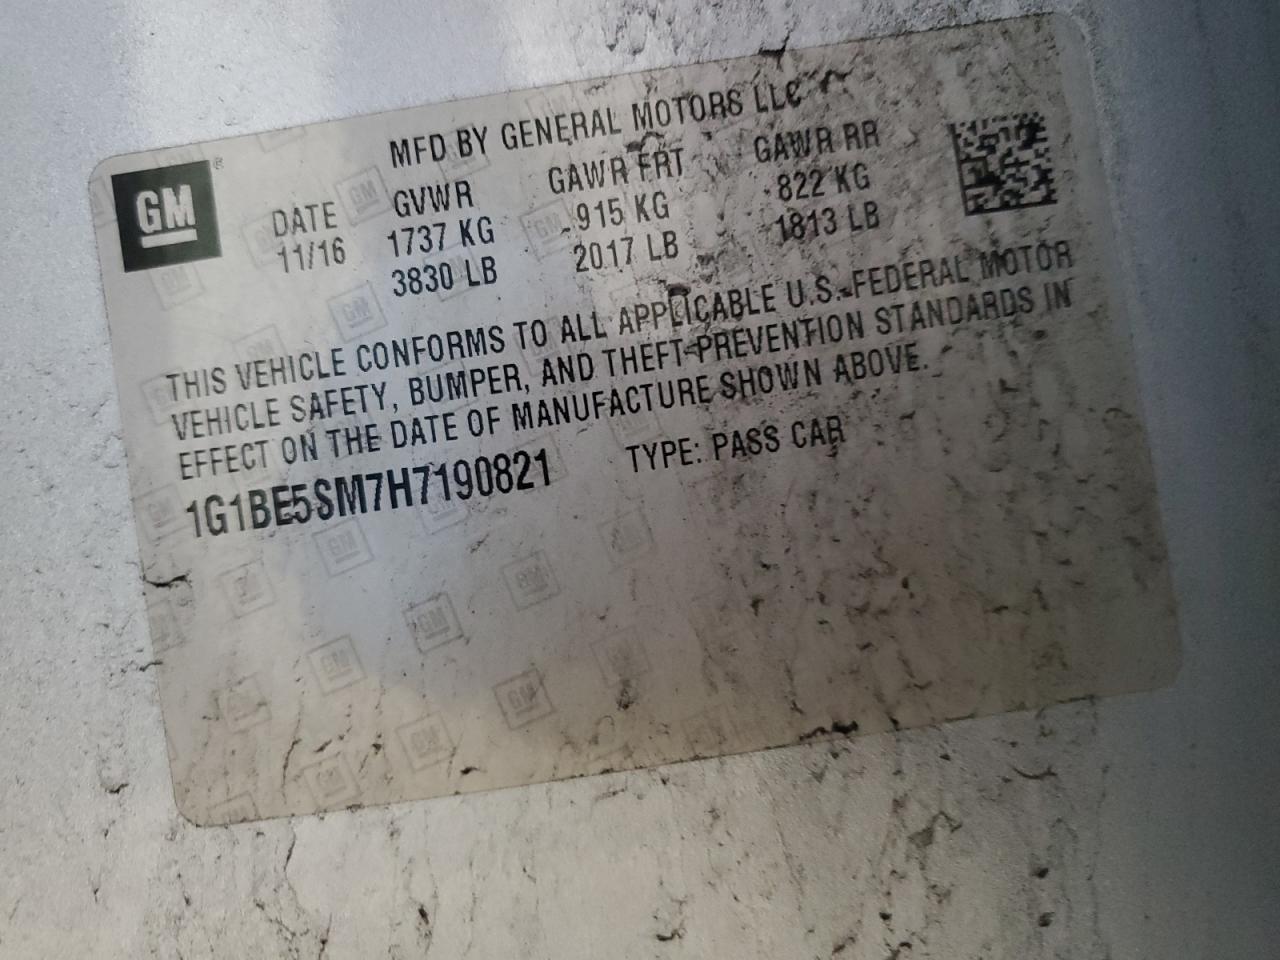 GM
MFD BY GENERAL MOTORS LLC
DATE GVWR GAWR FRT GAWR RR
11/16 1737 KG 915 KG 822 KG
3830 LB 2017 LB 1813 LB
THIS VEHICLE CONFORMS TO ALL APPLICABLE U.S. FEDERAL MOTOR
VEHICLE SAFETY, BUMPER, AND THEFT PREVENTION STANDARDS IN
EFFECT ON THE DATE OF MANUFACTURE SHOWN ABOVE.
1G1BE5SM7H7190821 TYPE: PASS CAR